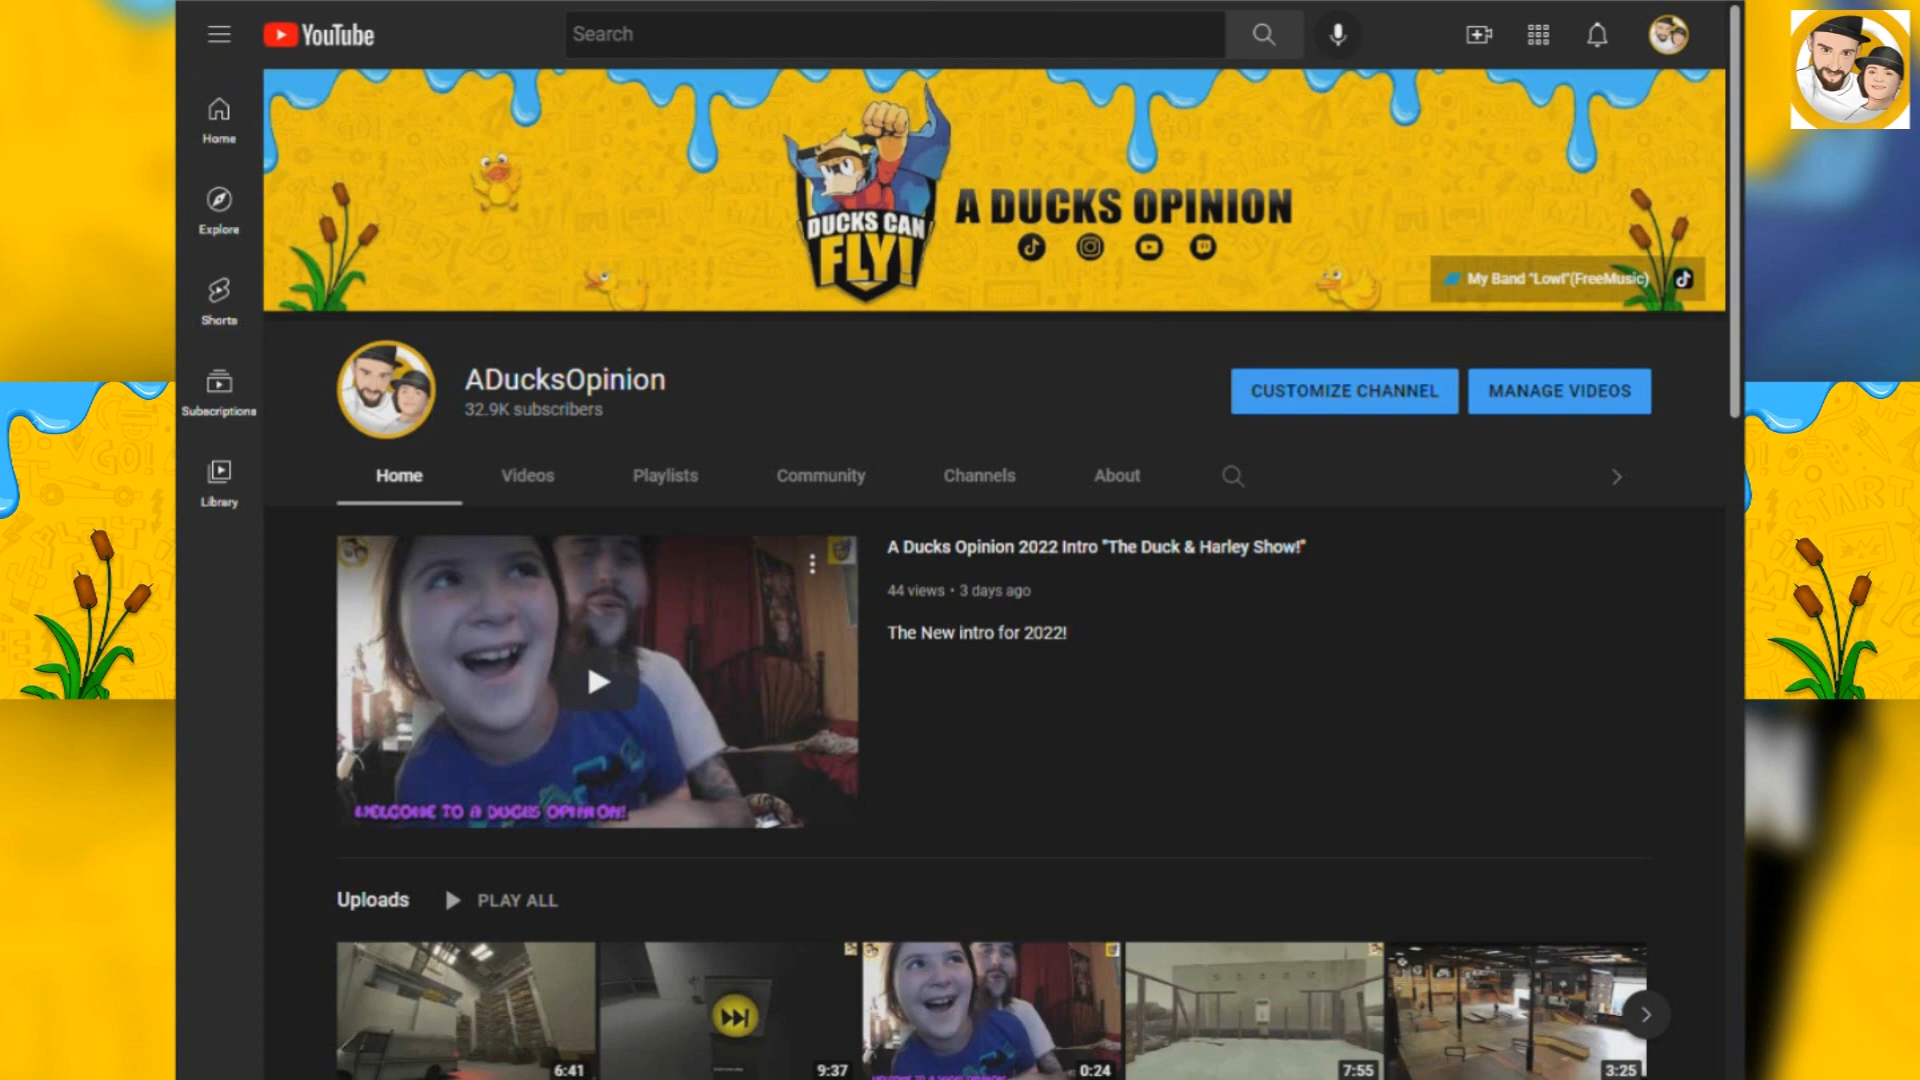 YouTube
Search
Home
Explore
Shorts
Subscriptions
Library
DUCKS CAN
FLY!
A DUCKS OPINION
My Band "Lowl"(FreeMusic)
ADucksOpinion
32.9K subscribers
CUSTOMIZE CHANNEL
MANAGE VIDEOS
Home
Videos
Playlists
Community
Channels
About
A Ducks Opinion 2022 Intro "The Duck & Harley Show!"
44 views • 3 days ago
The New intro for 2022!
WELCOME TO A DUCKS OPINION!
Uploads
PLAY ALL
6:41
9:37
0:24
7:55
3:25
GO!
START